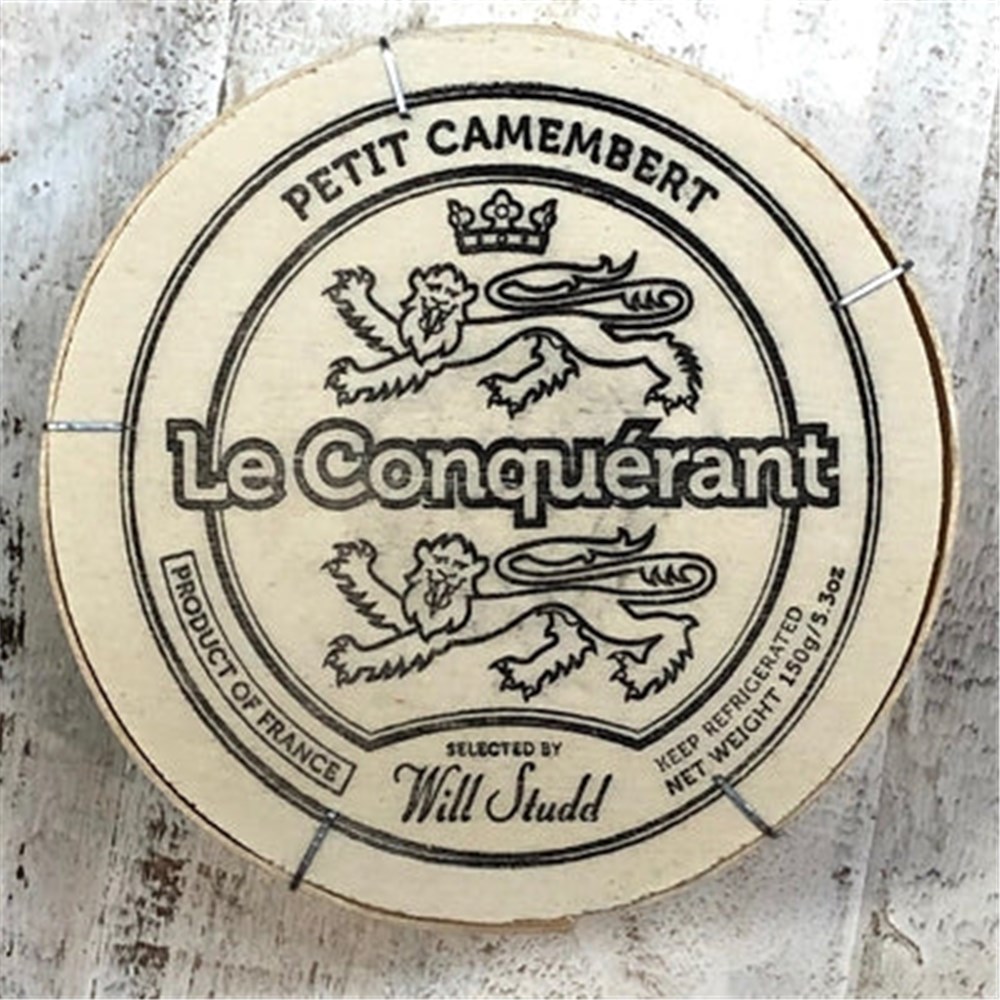 PETIT CAMEMBERT
Le Conquérant
PRODUCT OF FRANCE
SELECTED BY
Will Studd
KEEP REFRIGERATED
NET WEIGHT 150g/5.3oz